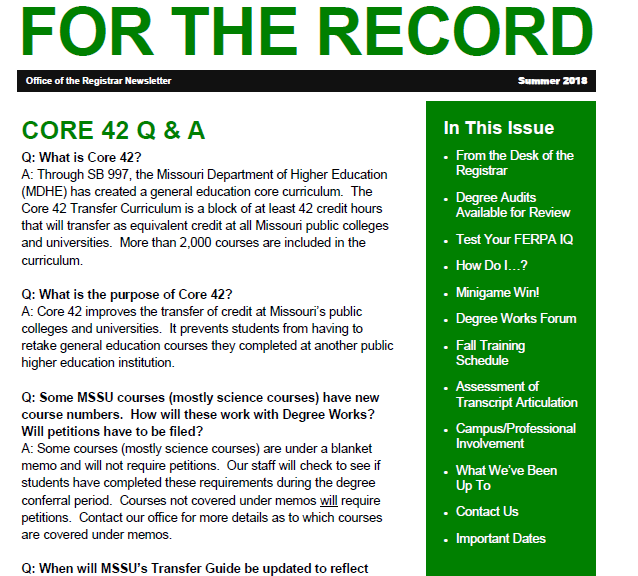 FOR THE RECORD
Office of the Registrar Newsletter
Summer 2018
CORE 42 Q & A
Q: What is Core 42?
A: Through SB 997, the Missouri Department of Higher Education
(MDHE) has created a general education core curriculum.  The
Core 42 Transfer Curriculum is a block of at least 42 credit hours
that will transfer as equivalent credit at all Missouri public colleges
and universities.  More than 2,000 courses are included in the
curriculum.
Q: What is the purpose of Core 42?
A: Core 42 improves the transfer of credit at Missouri's public
colleges and universities.  It prevents students from having to
retake general education courses they completed at another public
higher education institution.
Q: Some MSSU courses (mostly science courses) have new
course numbers.  How will these work with Degree Works?
Will petitions have to be filed?
A: Some courses (mostly science courses) are under a blanket
memo and will not require petitions.  Our staff will check to see if
students have completed these requirements during the degree
conferral period.  Courses not covered under memos will require
petitions.  Contact our office for more details as to which courses
are covered under memos.
Q: When will MSSU's Transfer Guide be updated to reflect
In This Issue
• From the Desk of the
Registrar
• Degree Audits
Available for Review
• Test Your FERPA IQ
• How Do I…?
• Minigame Win!
• Degree Works Forum
• Fall Training
Schedule
• Assessment of
Transcript Articulation
• Campus/Professional
Involvement
• What We've Been
Up To
• Contact Us
• Important Dates